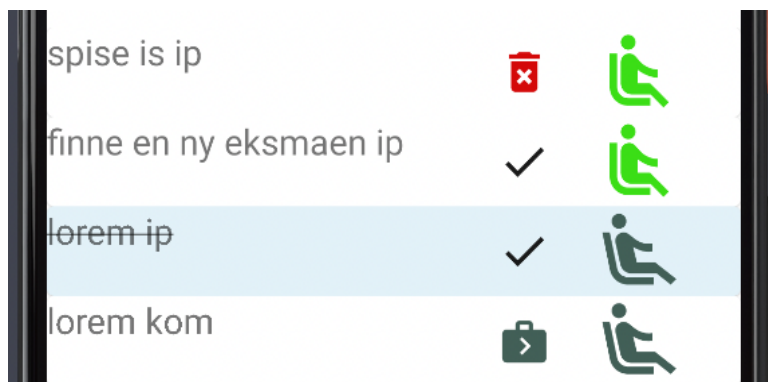 spise is ip
finne en ny eksmaen ip
lorem ip
lorem kom